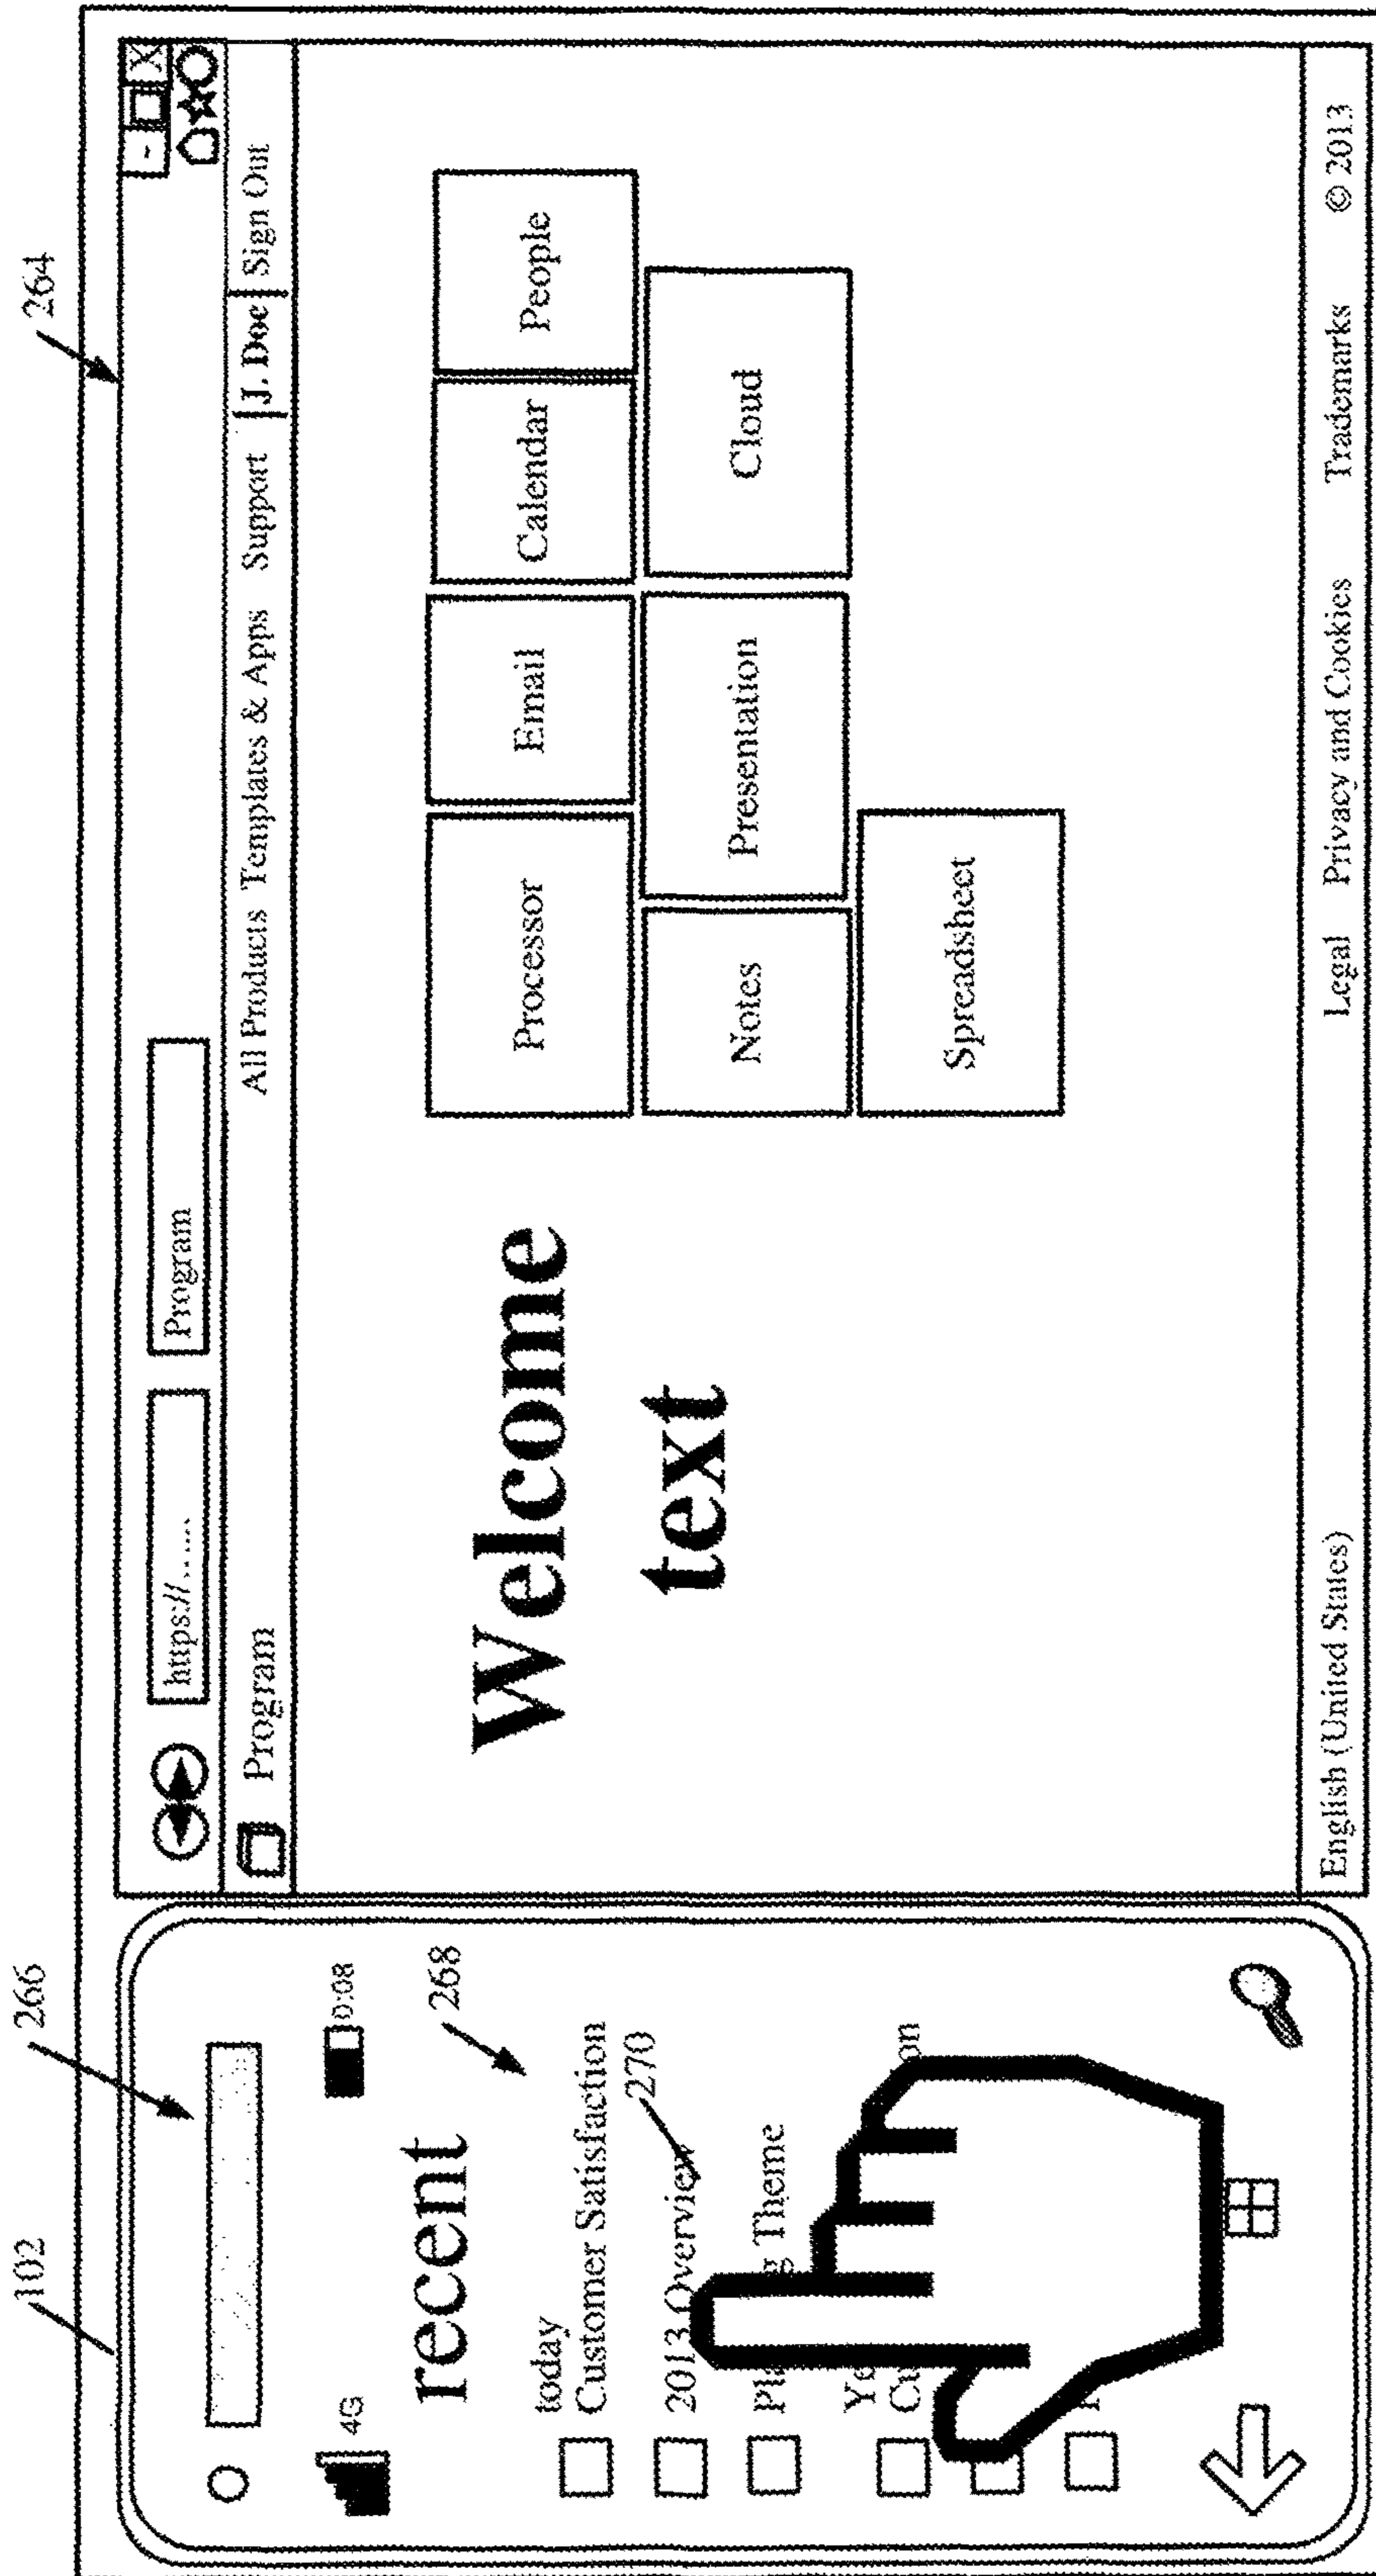 102
266
264
4G
0:08
recent
268
today
Customer Satisfaction
270
2013 Overview
Theme
https://......
Program
- X
Program
All Products Templates & Apps Support J. Doe Sign Out
Welcome
text
Processor Email Calendar People
Notes Presentation Cloud
Spreadsheet
English (United States) Legal Privacy and Cookies Trademarks © 2013